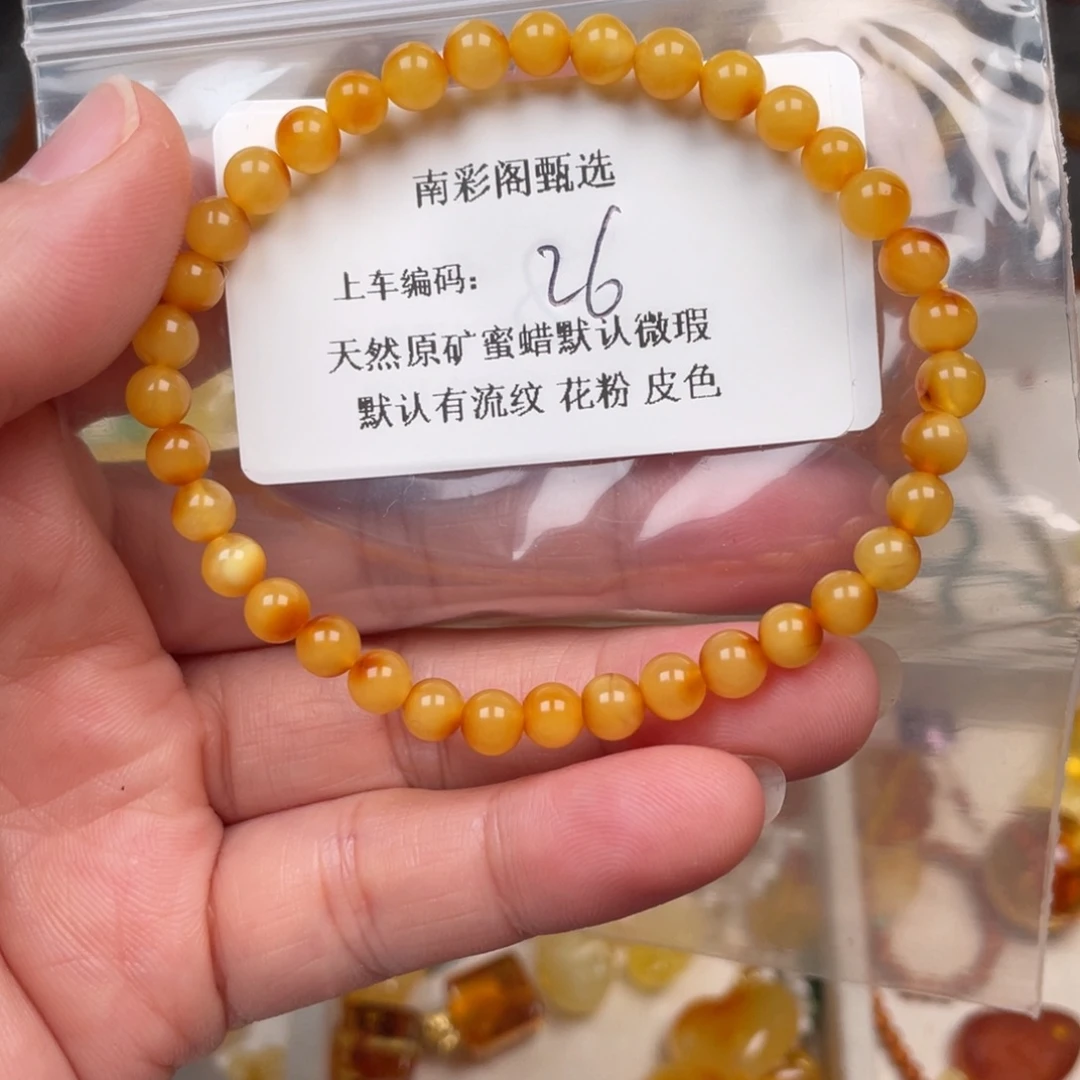 南彩阁甄选
上车编码: 26
天然原矿蜜蜡默认微瑕
默认有流纹 花粉 皮色